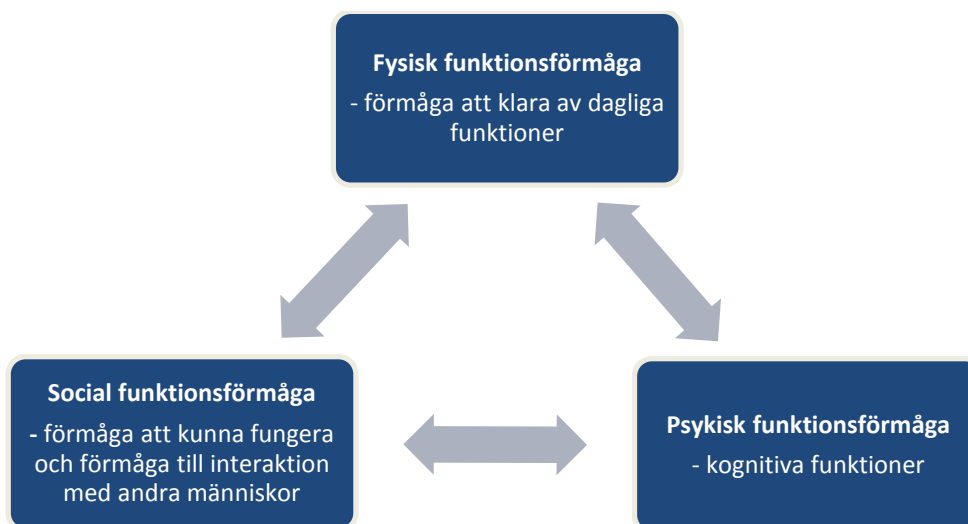 Fysisk funktionsförmåga
- förmåga att klara av dagliga
funktioner
Social funktionsförmåga
- förmåga att kunna fungera
och förmåga till interaktion
med andra människor
Psykisk funktionsförmåga
- kognitiva funktioner